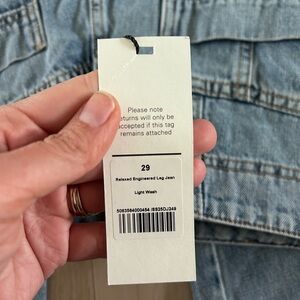 Please note
returns will only be
accepted if this tag
remains attached
29
Relaxed Engineered Leg Jean
Light Wash